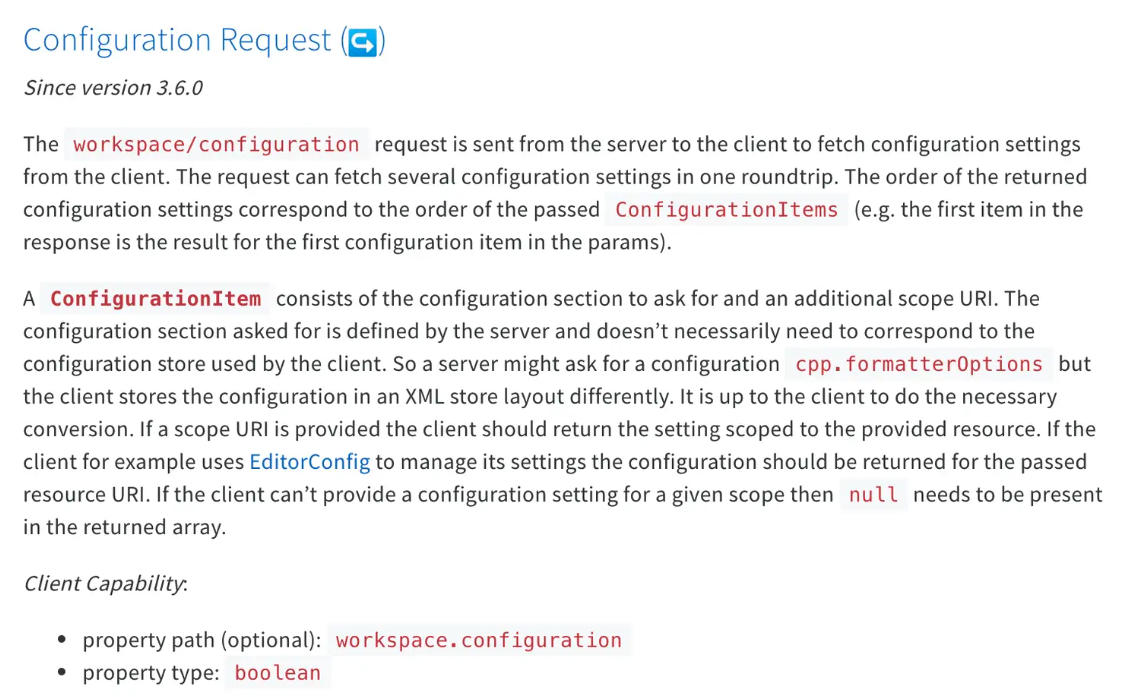 Configuration Request (↪)
Since version 3.6.0
The workspace/configuration request is sent from the server to the client to fetch configuration settings
from the client. The request can fetch several configuration settings in one roundtrip. The order of the returned
configuration settings correspond to the order of the passed ConfigurationItems (e.g. the first item in the
response is the result for the first configuration item in the params).
A ConfigurationItem consists of the configuration section to ask for and an additional scope URI. The
configuration section asked for is defined by the server and doesn’t necessarily need to correspond to the
configuration store used by the client. So a server might ask for a configuration cpp.formatterOptions but
the client stores the configuration in an XML store layout differently. It is up to the client to do the necessary
conversion. If a scope URI is provided the client should return the setting scoped to the provided resource. If the
client for example uses EditorConfig to manage its settings the configuration should be returned for the passed
resource URI. If the client can’t provide a configuration setting for a given scope then null needs to be present
in the returned array.
Client Capability:
• property path (optional): workspace.configuration
• property type: boolean